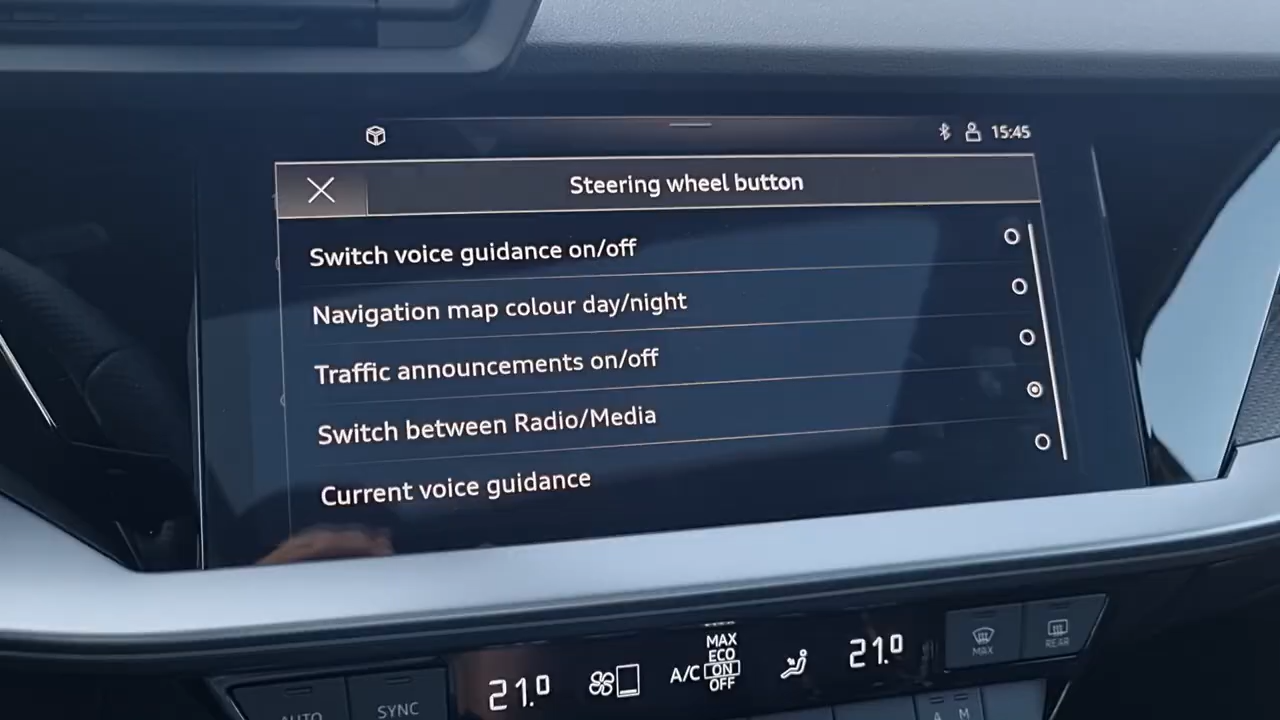 15:45
Steering wheel button
Switch voice guidance on/off
Navigation map colour day/night
Traffic announcements on/off
Switch between Radio/Media
Current voice guidance
MAX
ECO
A/C ON
OFF
21.0
21.0
MAX
REAR
AUTO
SYNC
A M